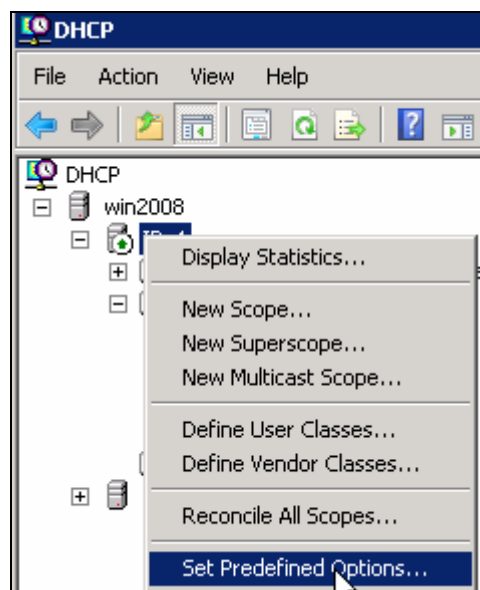 DHCP
File Action View Help
DHCP
win2008
Display Statistics...
New Scope...
New Superscope...
New Multicast Scope...
Define User Classes...
Define Vendor Classes...
Reconcile All Scopes...
Set Predefined Options...